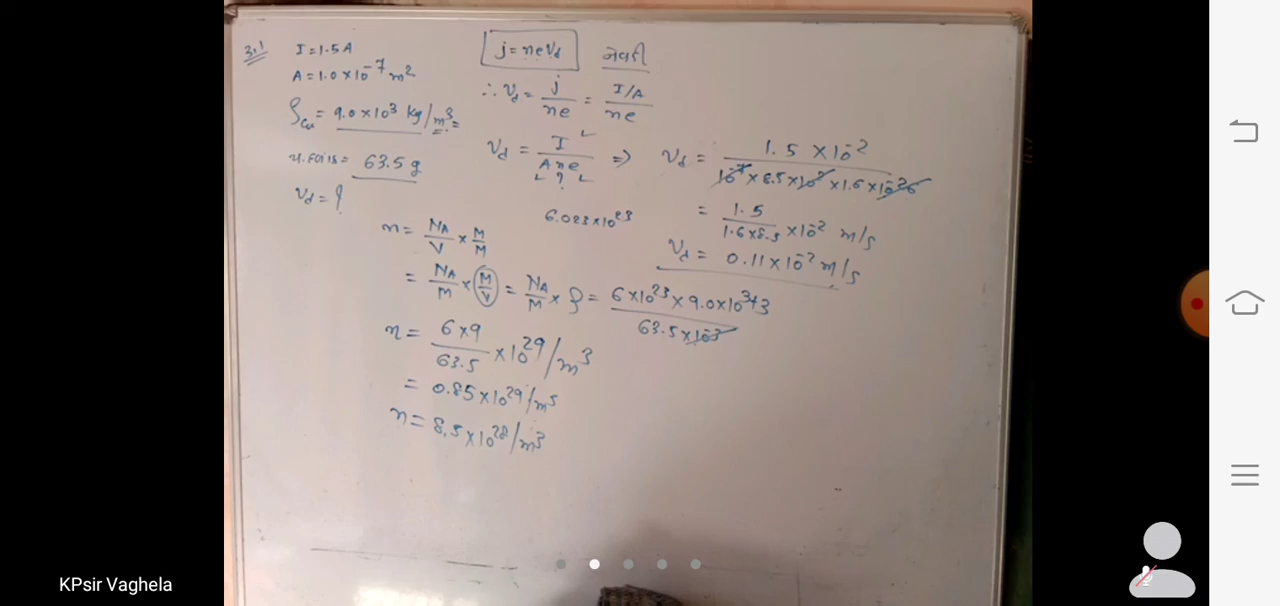 3.1
I = 1.5 A
A = 1.0 × 10⁻⁷ m²
ρCu = 9.0 × 10³ kg/m³
63.5 g
vd = ?
j = nevd
∴ vd = j/ne = (I/A)/ne
vd = I/Ane ⇒
?
6.023 × 10²³
n = NA/V × M/M
= NA/M × M/V = NA/M × ρ = (6 × 10²³ × 9.0 × 10³⁺³)/(63.5 × 10⁻³)
n = (6 × 9)/63.5 × 10²⁹/m³
= 0.85 × 10²⁹/m³
n = 8.5 × 10²⁸/m³
vd = (1.5 × 10⁻²)/(10⁻⁷ × 8.5 × 10⁹ × 1.6 × 10⁻²⁶)
= 1.5/(1.6 × 8.5) × 10⁻² m/s
vd = 0.11 × 10⁻² m/s
KPsir Vaghela